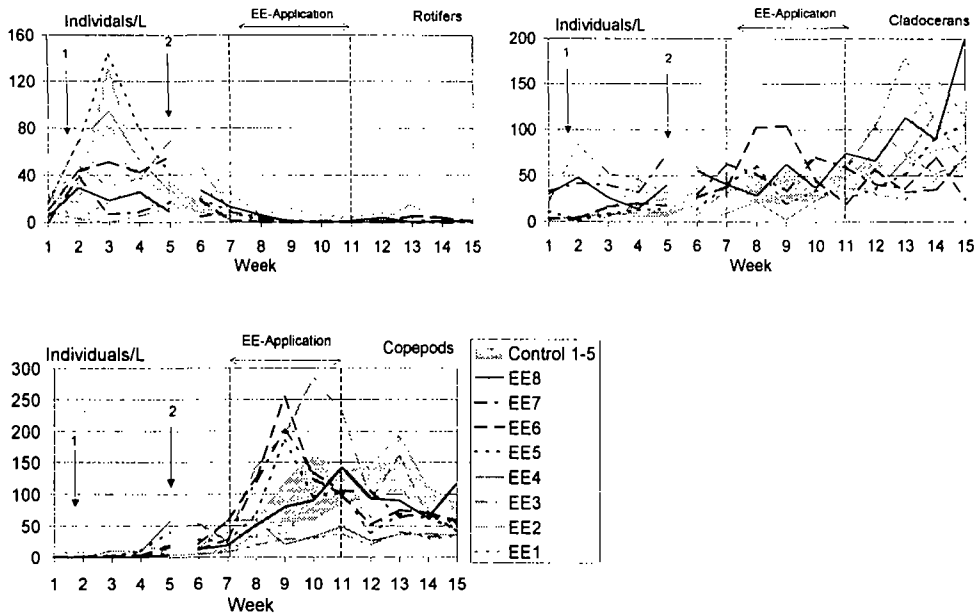 Individals/L EE-Application Rotifers
160
120
80
40
0
1 2
1 2 3 4 5 6 7 8 9 10 11 12 13 14 15
Week
Individuals/L EE-Application Cladocerans
200
150
100
50
0
1 2
1 2 3 4 5 6 7 8 9 10 11 12 13 14 15
Week
Individuals/L EE-Application Copepods
300
250
200
150
100
50
0
1 2
1 2 3 4 5 6 7 8 9 10 11 12 13 14 15
Week
Control 1-5
EE8
EE7
EE6
EE5
EE4
EE3
EE2
EE1